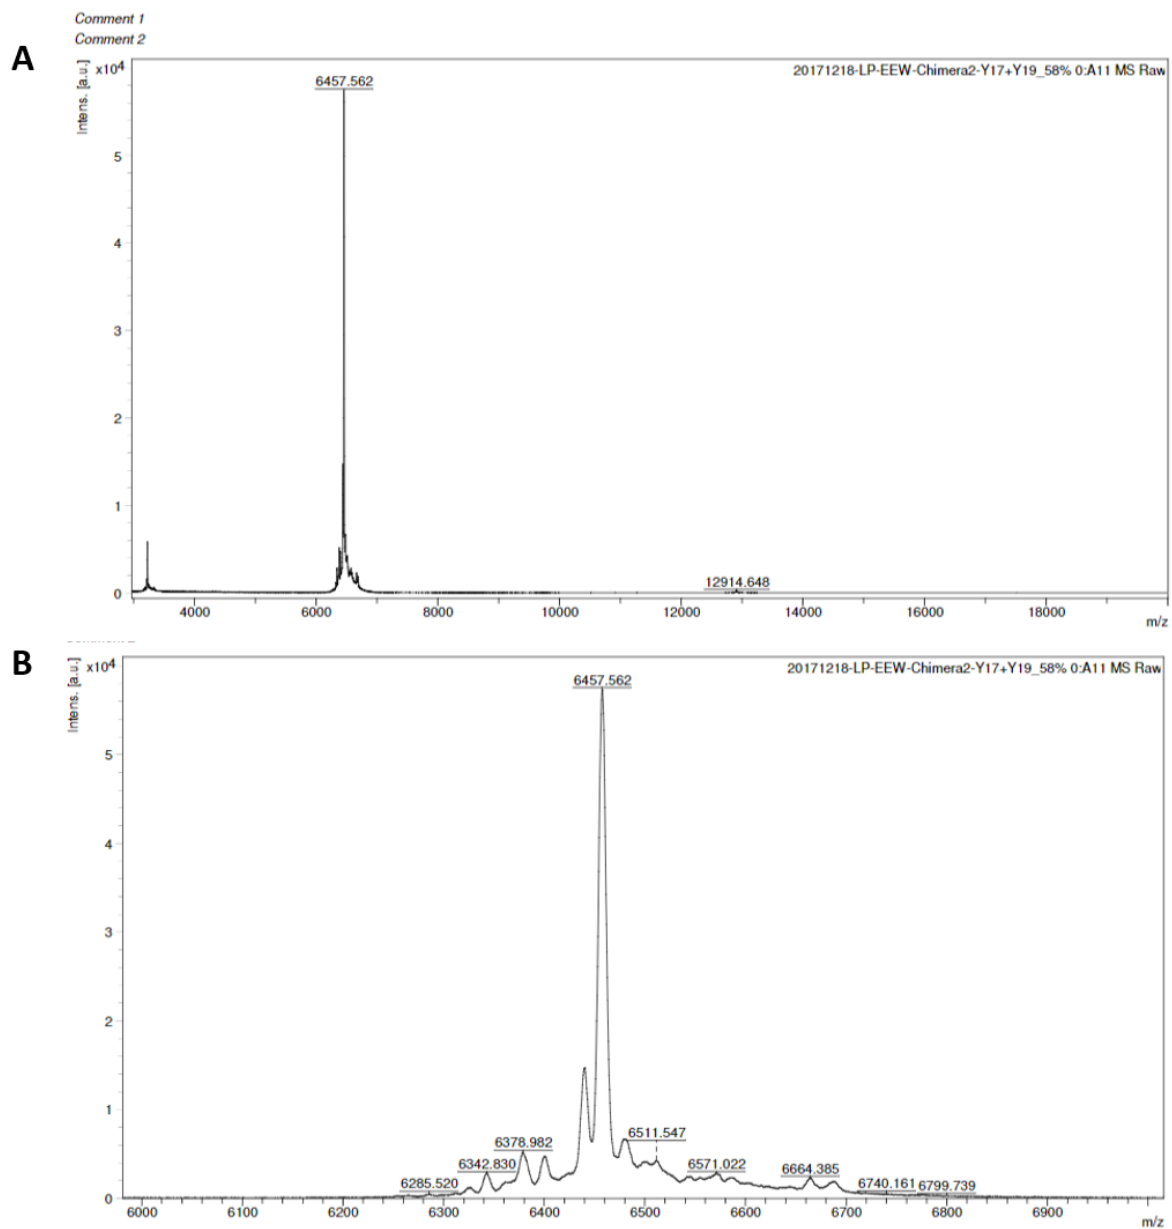 Comment 1
Comment 2
A
x10⁴
Intens. [a.u.]
6457.562
20171218-LP-EEW-Chimera2-Y17+Y19_58% 0:A11 MS Raw
5
4
3
2
1
12914.648
0
4000 6000 8000 10000 12000 14000 16000 18000
m/z
B
x10⁴
Intens. [a.u.]
6457.562
20171218-LP-EEW-Chimera2-Y17+Y19_58% 0:A11 MS Raw
5
4
3
2
1
6511.547
6378.982
6342.830
6571.022
6664.385
6285.520
6740.161
6799.739
0
6000 6100 6200 6300 6400 6500 6600 6700 6800 6900
m/z